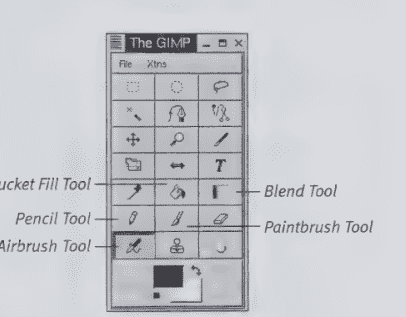 The GIMP
File Xtns
T
ucket Fill Tool
Blend Tool
Pencil Tool
Paintbrush Tool
Airbrush Tool